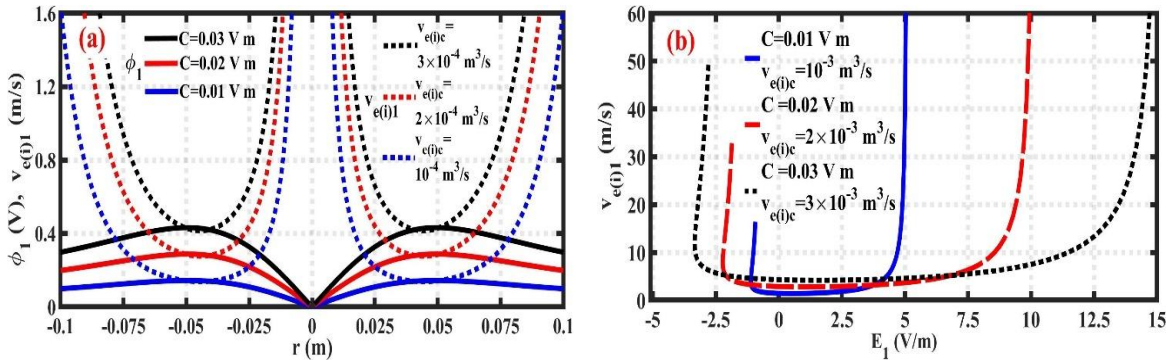 (a)
C=0.03 V m
ϕ1 C=0.02 V m
C=0.01 V m
ve(i)1
ve(i)c=
3×10-4 m3/s
ve(i)c=
2×10-4 m3/s
ve(i)c=
10-4 m3/s
ϕ1 (V), ve(i)1 (m/s)
1.6
1.2
0.8
0.4
0
-0.1 -0.075 -0.05 -0.025 0 0.025 0.05 0.075 0.1
r (m)
(b)
C=0.01 V m
ve(i)c=10-3 m3/s
C =0.02 V m
ve(i)c=2×10-3 m3/s
C =0.03 V m
ve(i)c=3×10-3 m3/s
ve(i)1 (m/s)
60
50
40
30
20
10
0
-5 -2.5 0 2.5 5 7.5 10 12.5 15
E1 (V/m)